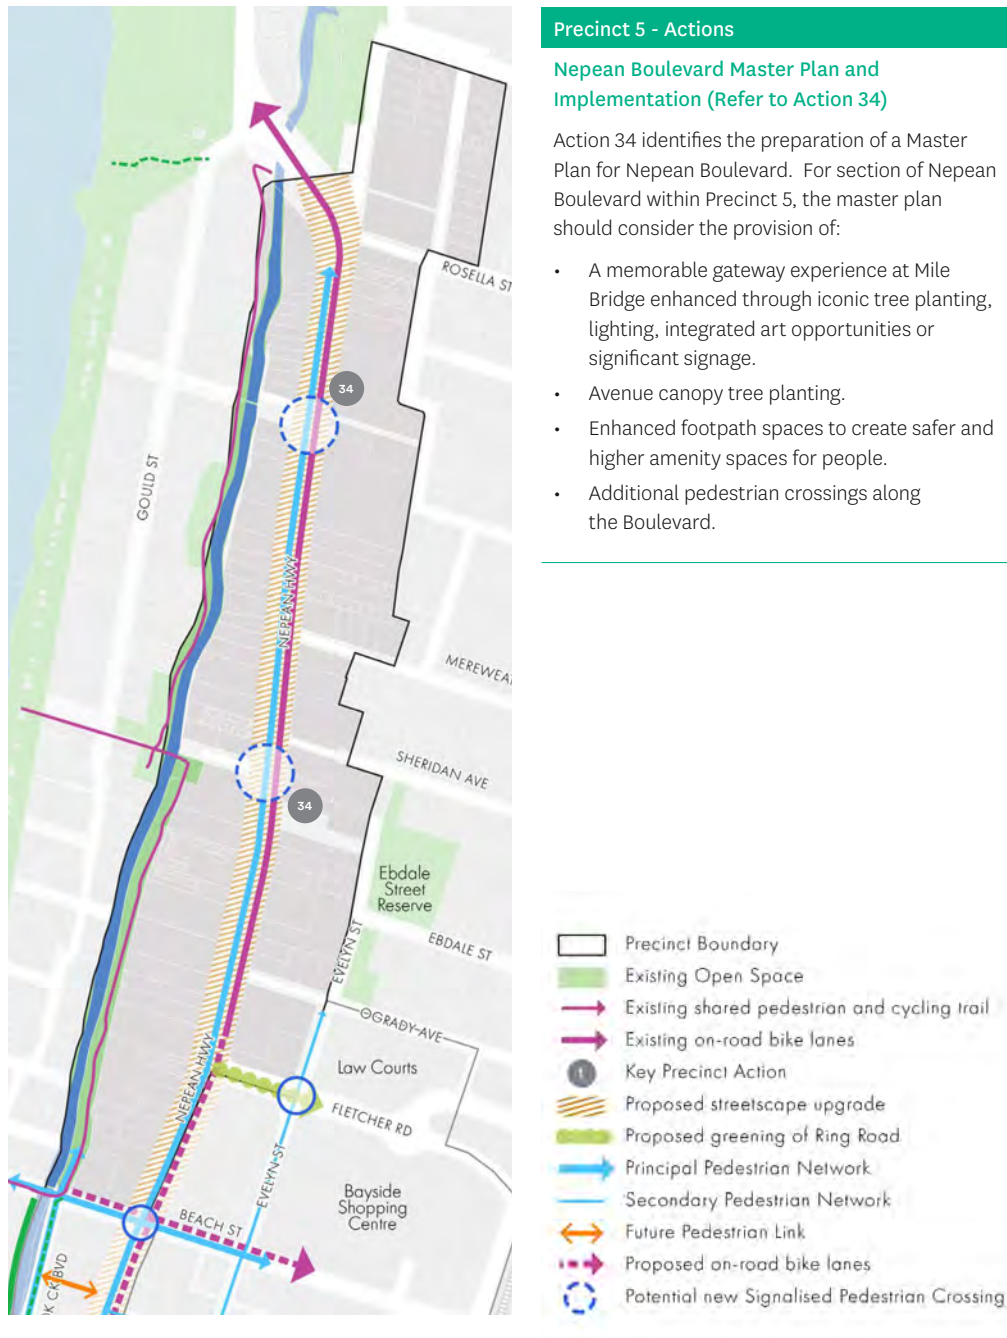 Precinct 5 - Actions
Nepean Boulevard Master Plan and
Implementation (Refer to Action 34)
Action 34 identifies the preparation of a Master
Plan for Nepean Boulevard. For section of Nepean
Boulevard within Precinct 5, the master plan
should consider the provision of:
• A memorable gateway experience at Mile
Bridge enhanced through iconic tree planting,
lighting, integrated art opportunities or
significant signage.
• Avenue canopy tree planting.
• Enhanced footpath spaces to create safer and
higher amenity spaces for people.
• Additional pedestrian crossings along
the Boulevard.
ROSELLA ST
34
GOULD ST
NEPEAN HWY
MEREWEA
SHERIDAN AVE
34
Ebdale
Street
Reserve
EVELYN ST
EBDALE ST
OGRADY AVE
NEPEAN HWY
Law Courts
FLETCHER RD
EVELYN ST
Bayside
Shopping
Centre
BEACH ST
OK CK BVD
Precinct Boundary
Existing Open Space
Existing shared pedestrian and cycling trail
Existing on-road bike lanes
1
Key Precinct Action
Proposed streetscape upgrade
Proposed greening of Ring Road
Principal Pedestrian Network
Secondary Pedestrian Network
Future Pedestrian Link
Proposed on-road bike lanes
Potential new Signalised Pedestrian Crossing